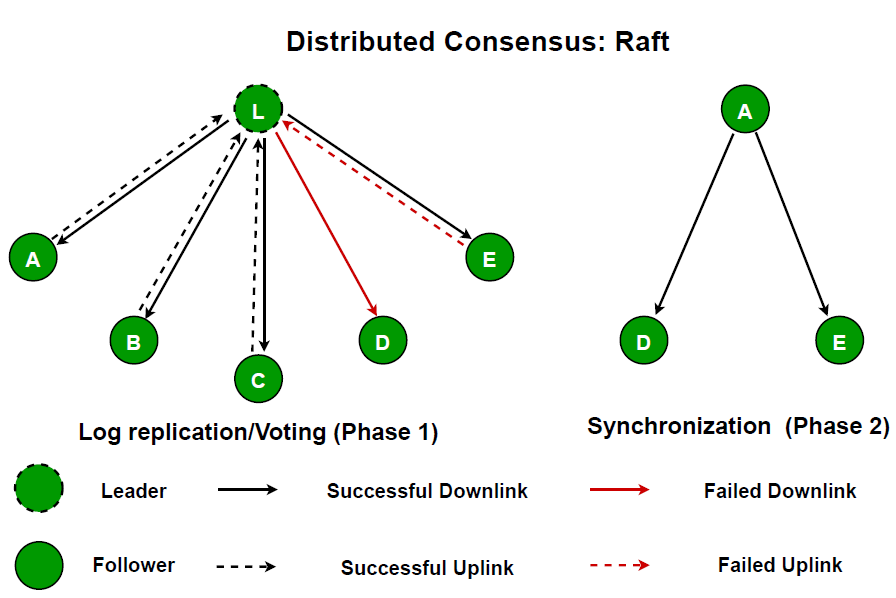 Distributed Consensus: Raft
L
A
A
E
B
D
C
D
E
Log replication/Voting (Phase 1)
Synchronization (Phase 2)
Leader
Successful Downlink
Failed Downlink
Follower
Successful Uplink
Failed Uplink